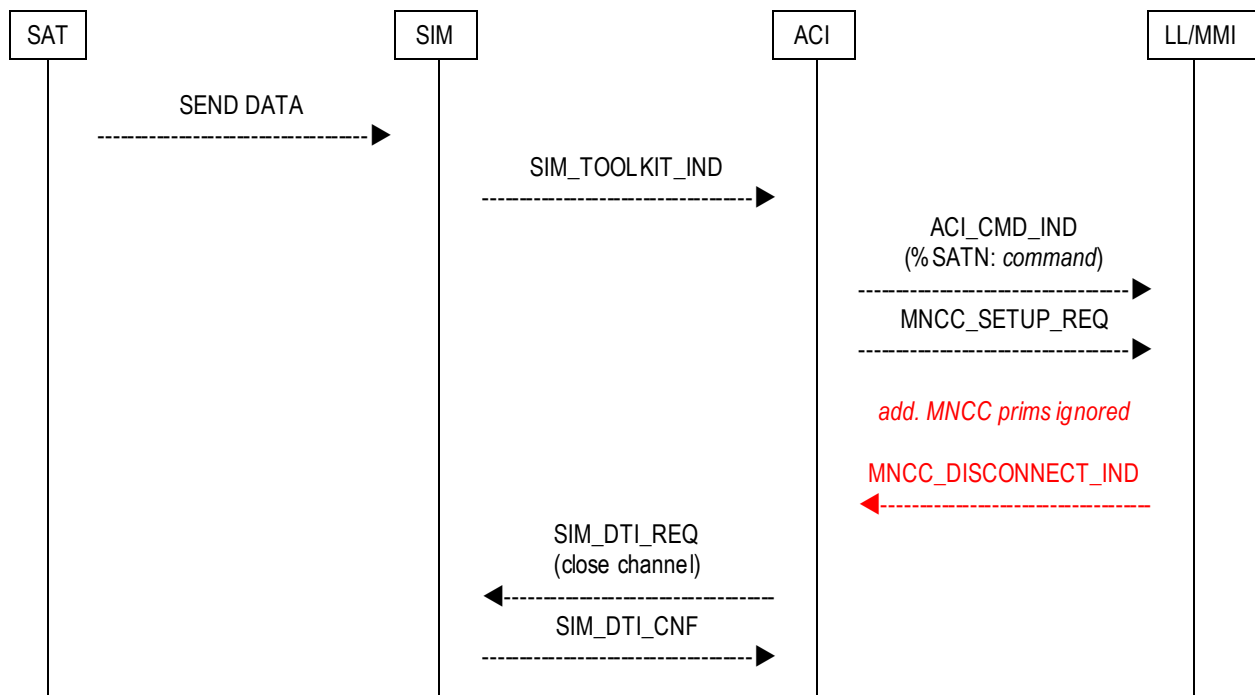 SAT
SIM
ACI
LL/MMI
SEND DATA
SIM_TOOLKIT_IND
ACI_CMD_IND
(%SATN: command)
MNCC_SETUP_REQ
add. MNCC prims ignored
MNCC_DISCONNECT_IND
SIM_DTI_REQ
(close channel)
SIM_DTI_CNF